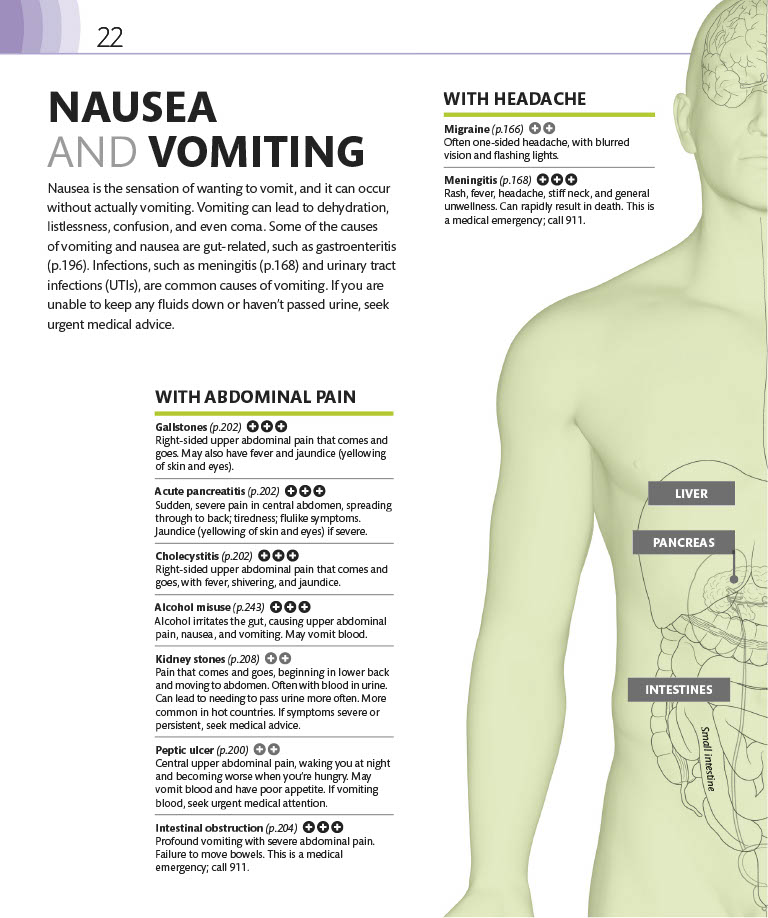 22
NAUSEA
AND VOMITING
Nausea is the sensation of wanting to vomit, and it can occur
without actually vomiting. Vomiting can lead to dehydration,
listlessness, confusion, and even coma. Some of the causes
of vomiting and nausea are gut-related, such as gastroenteritis
(p.196). Infections, such as meningitis (p.168) and urinary tract
infections (UTIs), are common causes of vomiting. If you are
unable to keep any fluids down or haven’t passed urine, seek
urgent medical advice.
WITH HEADACHE
Migraine (p.166)
Often one-sided headache, with blurred
vision and flashing lights.
Meningitis (p.168)
Rash, fever, headache, stiff neck, and general
unwellness. Can rapidly result in death. This is
a medical emergency; call 911.
WITH ABDOMINAL PAIN
Gallstones (p.202)
Right-sided upper abdominal pain that comes and
goes. May also have fever and jaundice (yellowing
of skin and eyes).
Acute pancreatitis (p.202)
Sudden, severe pain in central abdomen, spreading
through to back; tiredness; flulike symptoms.
Jaundice (yellowing of skin and eyes) if severe.
Cholecystitis (p.202)
Right-sided upper abdominal pain that comes and
goes, with fever, shivering, and jaundice.
Alcohol misuse (p.243)
Alcohol irritates the gut, causing upper abdominal
pain, nausea, and vomiting. May vomit blood.
Kidney stones (p.208)
Pain that comes and goes, beginning in lower back
and moving to abdomen. Often with blood in urine.
Can lead to needing to pass urine more often. More
common in hot countries. If symptoms severe or
persistent, seek medical advice.
Peptic ulcer (p.200)
Central upper abdominal pain, waking you at night
and becoming worse when you’re hungry. May
vomit blood and have poor appetite. If vomiting
blood, seek urgent medical attention.
Intestinal obstruction (p.204)
Profound vomiting with severe abdominal pain.
Failure to move bowels. This is a medical
emergency; call 911.
LIVER
PANCREAS
INTESTINES
Small intestine